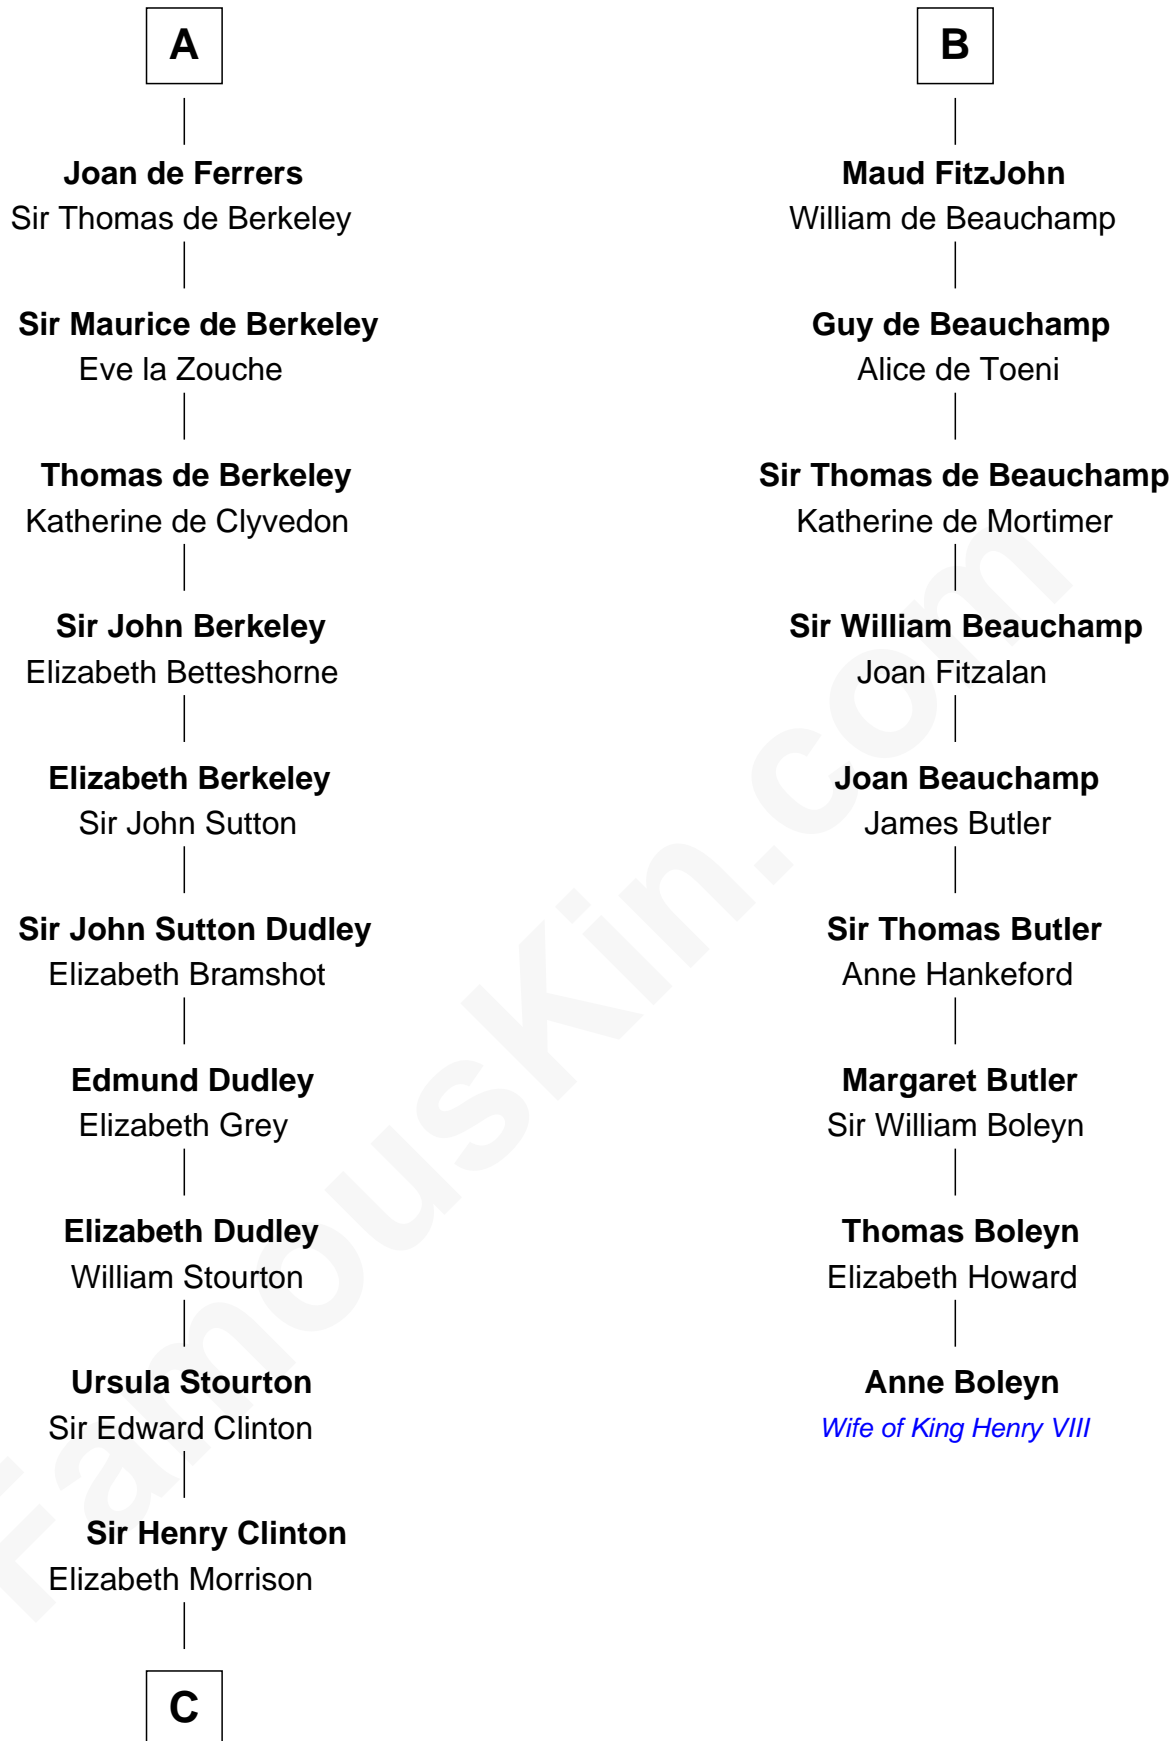 A
Joan de Ferrers
Sir Thomas de Berkeley
Sir Maurice de Berkeley
Eve la Zouche
Thomas de Berkeley
Katherine de Clyvedon
Sir John Berkeley
Elizabeth Betteshorne
Elizabeth Berkeley
Sir John Sutton
Sir John Sutton Dudley
Elizabeth Bramshot
Edmund Dudley
Elizabeth Grey
Elizabeth Dudley
William Stourton
Ursula Stourton
Sir Edward Clinton
Sir Henry Clinton
Elizabeth Morrison
C
B
Maud FitzJohn
William de Beauchamp
Guy de Beauchamp
Alice de Toeni
Sir Thomas de Beauchamp
Katherine de Mortimer
Sir William Beauchamp
Joan Fitzalan
Joan Beauchamp
James Butler
Sir Thomas Butler
Anne Hankeford
Margaret Butler
Sir William Boleyn
Thomas Boleyn
Elizabeth Howard
Anne Boleyn
Wife of King Henry VIII
FamousKin.com